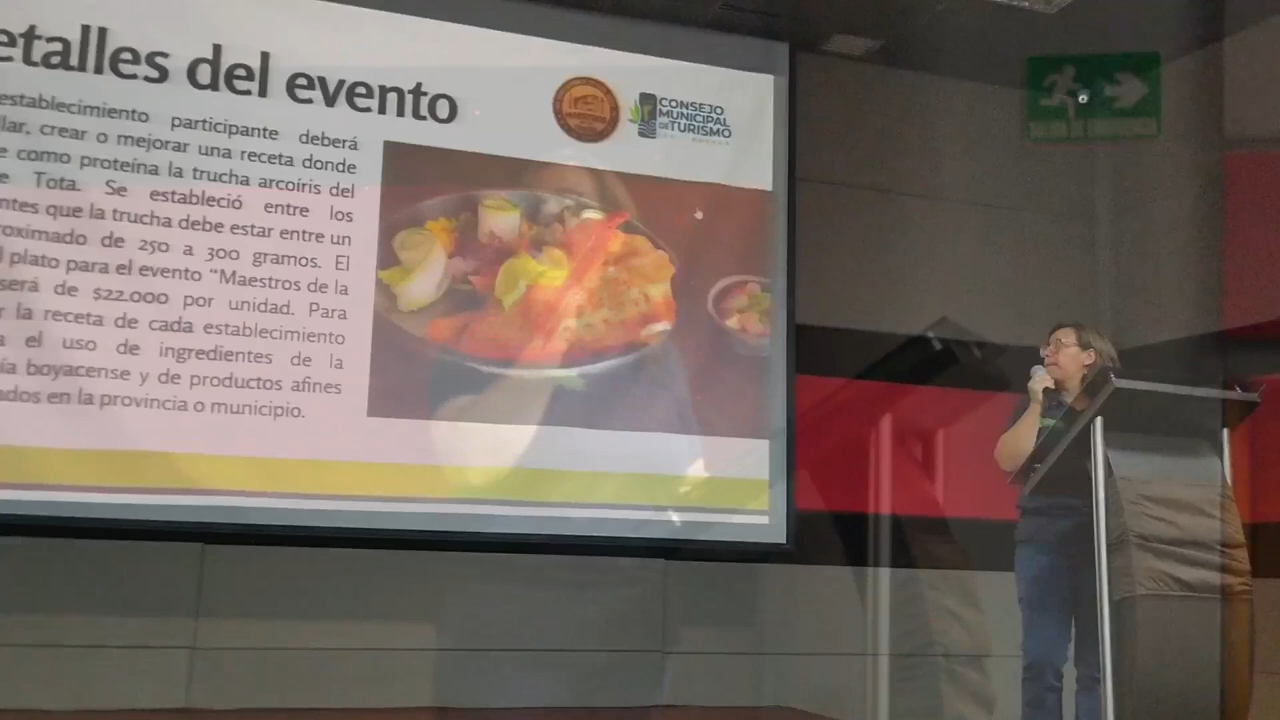 etalles del evento
establecimiento participante deberá
llar, crear o mejorar una receta donde
e como proteína la trucha arcoíris del
e Tota. Se estableció entre los
ntes que la trucha debe estar entre un
roximado de 250 a 300 gramos. El
l plato para el evento “Maestros de la
será de $22.000 por unidad. Para
r la receta de cada establecimiento
a el uso de ingredientes de la
ía boyacense y de productos afines
ados en la provincia o municipio.
CONSEJO
MUNICIPAL
DE TURISMO